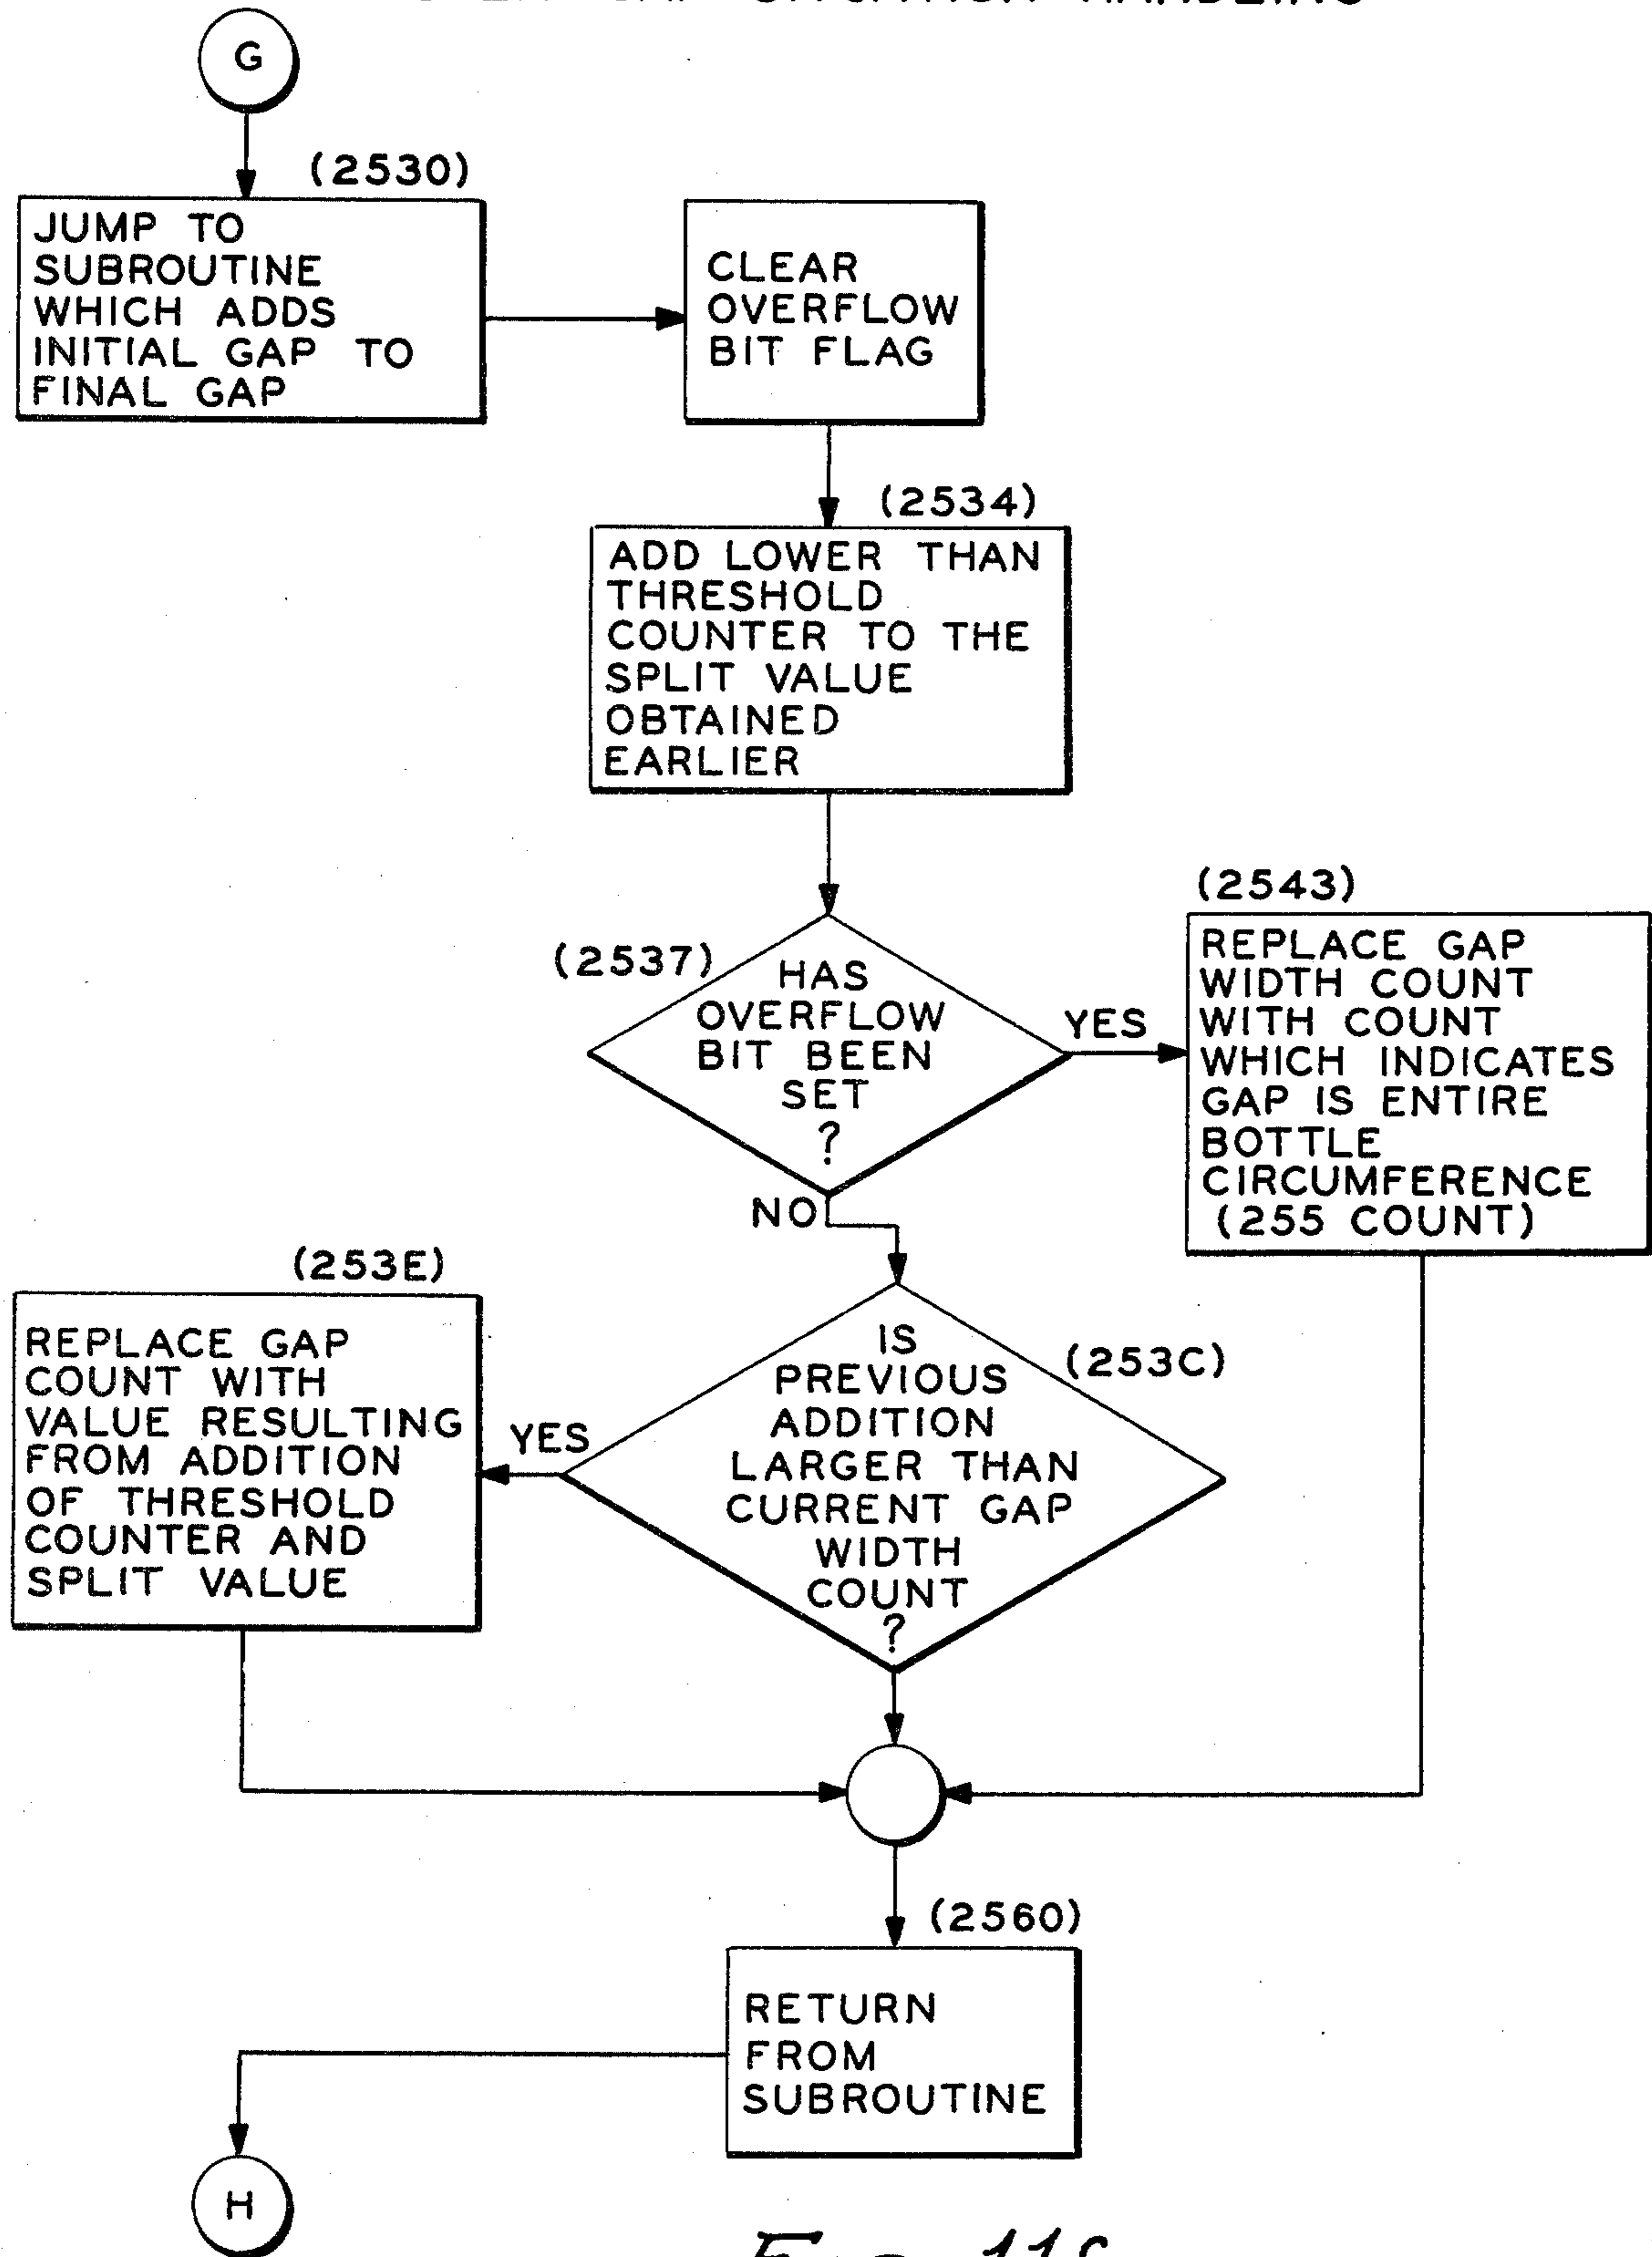 G
(2530)
JUMP TO
SUBROUTINE
WHICH ADDS
INITIAL GAP TO
FINAL GAP
CLEAR
OVERFLOW
BIT FLAG
(2534)
ADD LOWER THAN
THRESHOLD
COUNTER TO THE
SPLIT VALUE
OBTAINED
EARLIER
(2537)
HAS
OVERFLOW
BIT BEEN
SET
?
YES
(2543)
REPLACE GAP
WIDTH COUNT
WITH COUNT
WHICH INDICATES
GAP IS ENTIRE
BOTTLE
CIRCUMFERENCE
(255 COUNT)
NO
(253C)
IS
PREVIOUS
ADDITION
LARGER THAN
CURRENT GAP
WIDTH
COUNT
?
YES
(253E)
REPLACE GAP
COUNT WITH
VALUE RESULTING
FROM ADDITION
OF THRESHOLD
COUNTER AND
SPLIT VALUE
(2560)
RETURN
FROM
SUBROUTINE
H